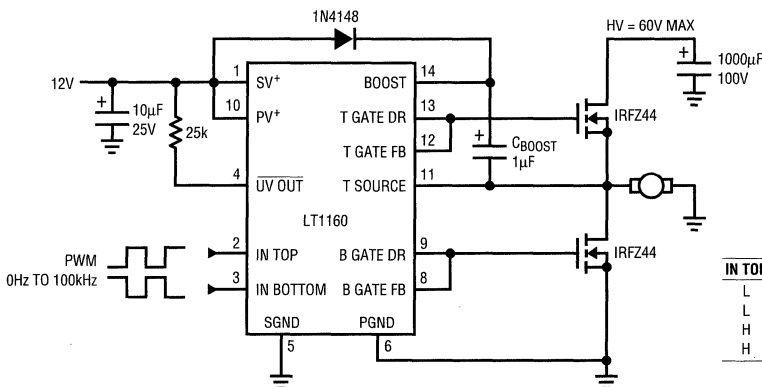 1N4148
HV = 60V MAX
1000µF
100V
12V
10µF
25V
25k
1 SV+
10 PV+
4 UV OUT
2 IN TOP
3 IN BOTTOM
LT1160
BOOST 14
T GATE DR 13
T GATE FB 12
T SOURCE 11
B GATE DR 9
B GATE FB 8
SGND
5
PGND
6
CBOOST
1µF
IRFZ44
IRFZ44
PWM
0Hz TO 100kHz
IN TO
L
L
H
H